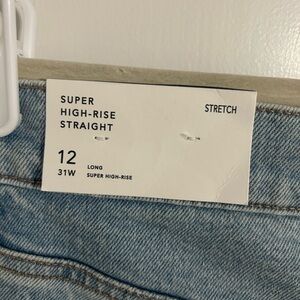 SUPER
HIGH-RISE
STRAIGHT
STRETCH
12
31W
LONG
SUPER HIGH-RISE